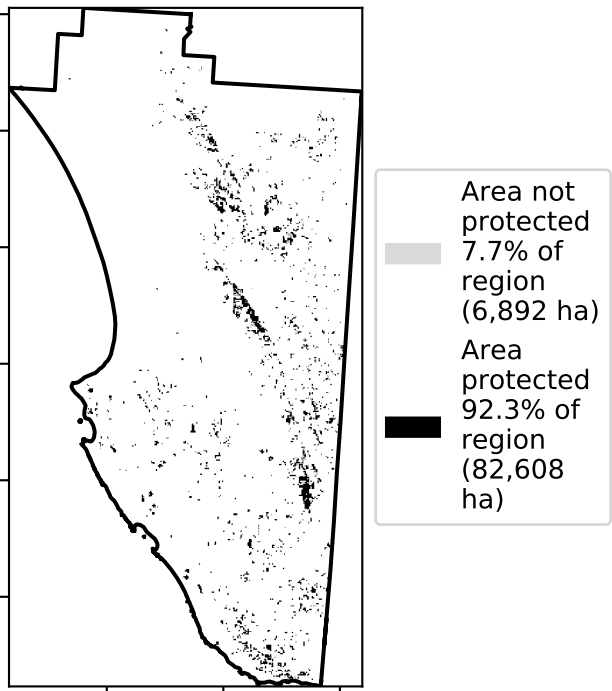 Area not
protected
7.7% of
region
(6,892 ha)
Area
protected
92.3% of
region
(82,608
ha)